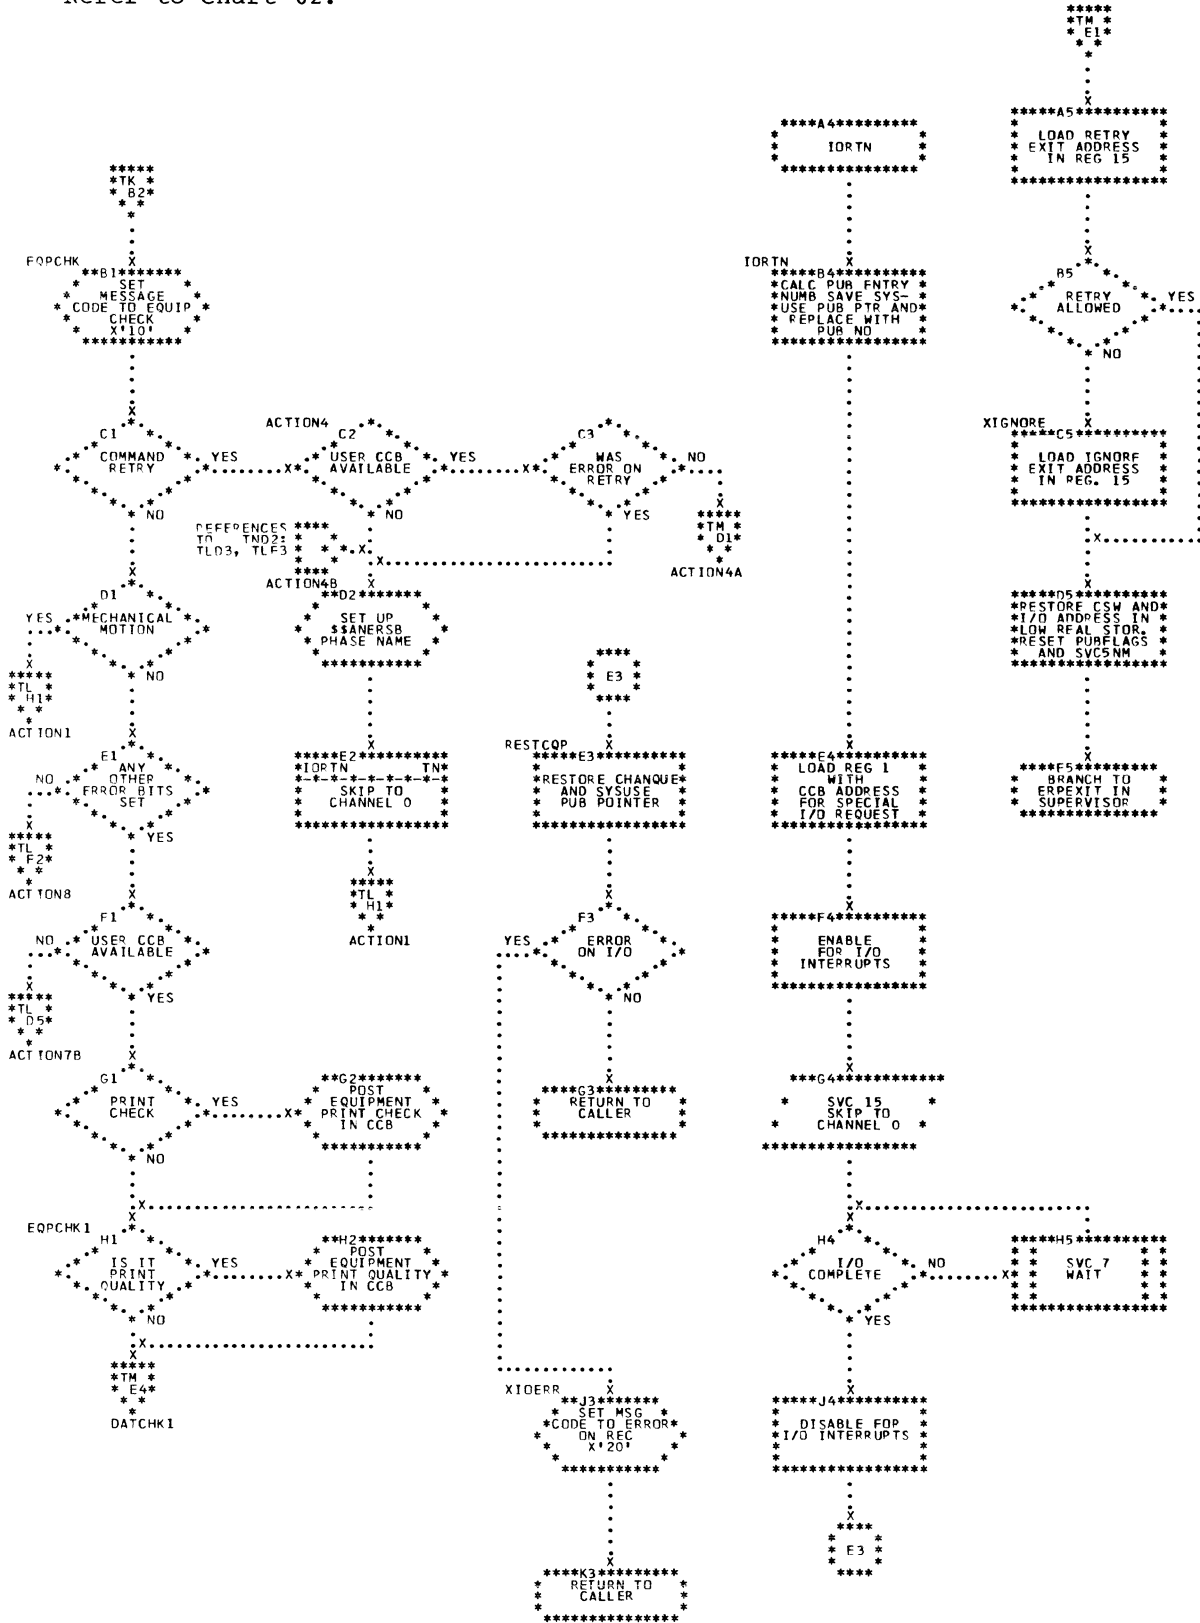 Refer to Chart 02.
TM
E1
A5
LOAD RETRY
EXIT ADDRESS
IN REG 15
A4
IORTN
TK
B2
EQPCHK
B1
SET
MESSAGE
CODE TO EQUIP
CHECK
X'10'
IORTN
B4
CALC PUB ENTRY
NUMB SAVE SYS-
USE PUB PTR AND
REPLACE WITH
PUB NO
B5
RETRY
ALLOWED
YES
NO
C1
COMMAND
RETRY
YES
NO
ACTION4
C2
USER CCB
AVAILABLE
YES
NO
C3
WAS
ERROR ON
RETRY
NO
YES
TM
D1
ACTION4A
XIGNORE
C5
LOAD IGNORE
EXIT ADDRESS
IN REG. 15
REFERENCES
TO TND2:
TLD3, TLF3
ACTION4B
D1
MECHANICAL
MOTION
YES
NO
TL
H1
ACTION1
D2
SET UP
$$ANERSB
PHASE NAME
D5
RESTORE CSW AND
I/O ADDRESS IN
LOW REAL STOR.
RESET PUBFLAGS
AND SVC5NM
E3
E1
ANY
OTHER
ERROR BITS
SET
NO
YES
TL
F2
ACTION8
E2
IORTN TN
SKIP TO
CHANNEL 0
TL
H1
ACTION1
RESTCQP
E3
RESTORE CHANQUE
AND SYSUSE
PUB POINTER
E4
LOAD REG 1
WITH
CCB ADDRESS
FOR SPECIAL
I/O REQUEST
E5
BRANCH TO
ERPEXIT IN
SUPERVISOR
F1
USER CCB
AVAILABLE
NO
YES
TL
D5
ACTION7B
F3
ERROR
ON I/O
YES
NO
F4
ENABLE
FOR I/O
INTERRUPTS
G1
PRINT
CHECK
YES
NO
G2
POST
EQUIPMENT
PRINT CHECK
IN CCB
G3
RETURN TO
CALLER
G4
SVC 15
SKIP TO
CHANNEL 0
EQPCHK1
H1
IS IT
PRINT
QUALITY
YES
NO
H2
POST
EQUIPMENT
PRINT QUALITY
IN CCB
H4
I/O
COMPLETE
NO
YES
H5
SVC 7
WAIT
TM
E4
DATCHK1
XIOERR
J3
SET MSG
CODE TO ERROR
ON REC
X'20'
J4
DISABLE FOR
I/O INTERRUPTS
E3
K3
RETURN TO
CALLER